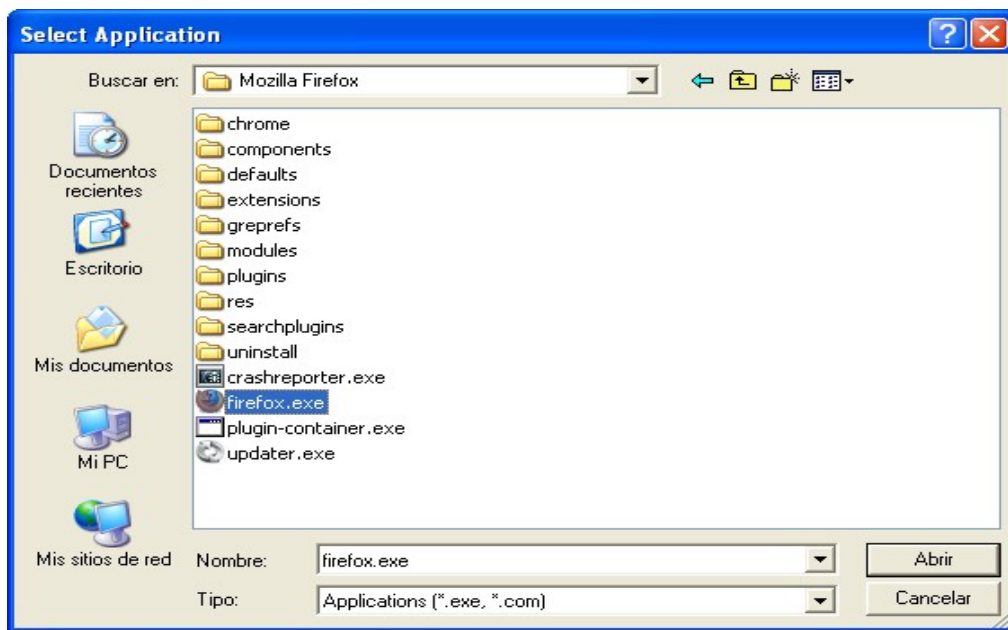 Select Application
Buscar en: Mozilla Firefox
Documentos
recientes
Escritorio
Mis documentos
Mi PC
Mis sitios de red
chrome
components
defaults
extensions
greprefs
modules
plugins
res
searchplugins
uninstall
crashreporter.exe
firefox.exe
plugin-container.exe
updater.exe
Nombre: firefox.exe Abrir
Tipo: Applications (*.exe, *.com) Cancelar